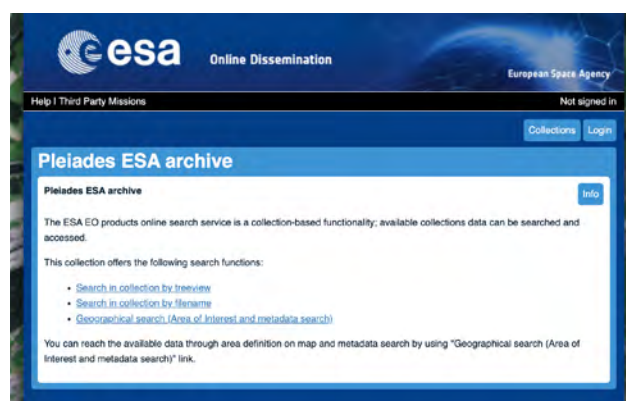 esa
Online Dissemination
European Space Agency
Help | Third Party Missions
Not signed in
Collections
Login
Pleiades ESA archive
Pleiades ESA archive
Info
The ESA EO products online search service is a collection-based functionality; available collections data can be searched and
accessed.
This collection offers the following search functions:
• Search in collection by treeview
• Search in collection by filename
• Geographical search (Area of Interest and metadata search)
You can reach the available data through area definition on map and metadata search by using "Geographical search (Area of
Interest and metadata search)" link.